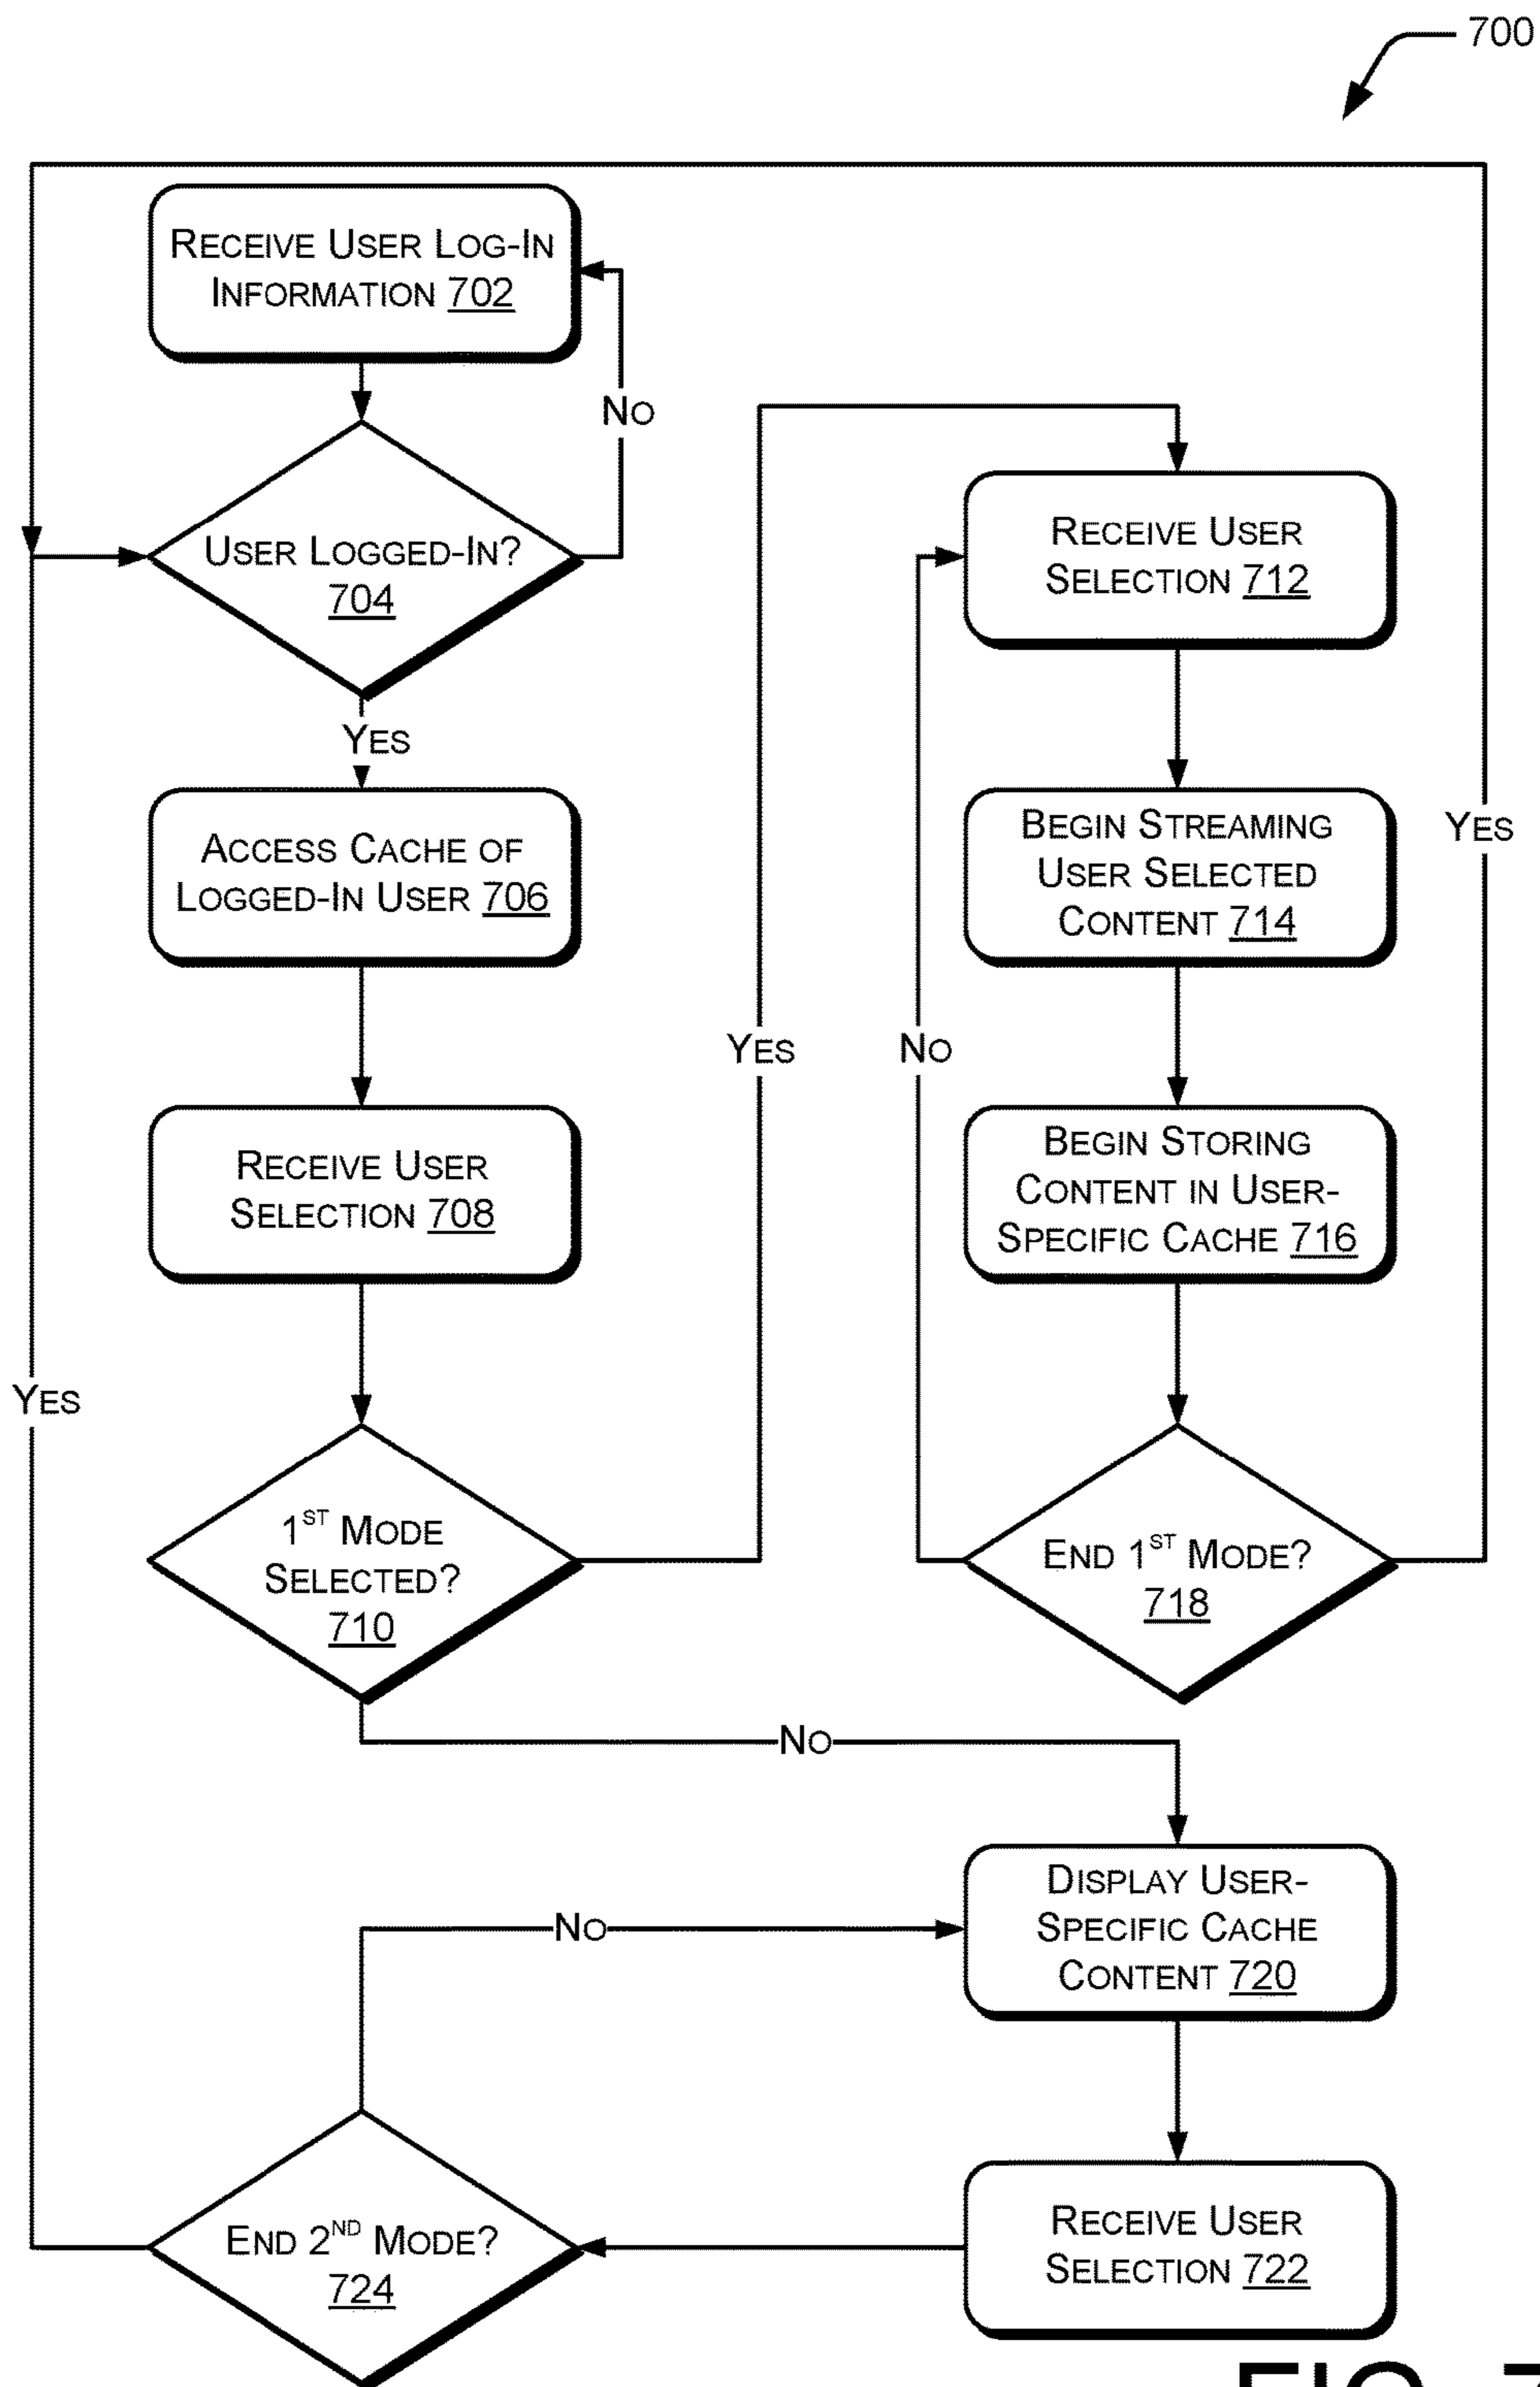 700
RECEIVE USER LOG-IN
INFORMATION 702
NO
USER LOGGED-IN?
704
YES
ACCESS CACHE OF
LOGGED-IN USER 706
RECEIVE USER
SELECTION 708
1ST MODE
SELECTED?
710
YES
RECEIVE USER
SELECTION 712
BEGIN STREAMING
USER SELECTED
CONTENT 714
BEGIN STORING
CONTENT IN USER-
SPECIFIC CACHE 716
END 1ST MODE?
718
NO
YES
NO
DISPLAY USER-
SPECIFIC CACHE
CONTENT 720
RECEIVE USER
SELECTION 722
END 2ND MODE?
724
NO
YES
FIG. 7